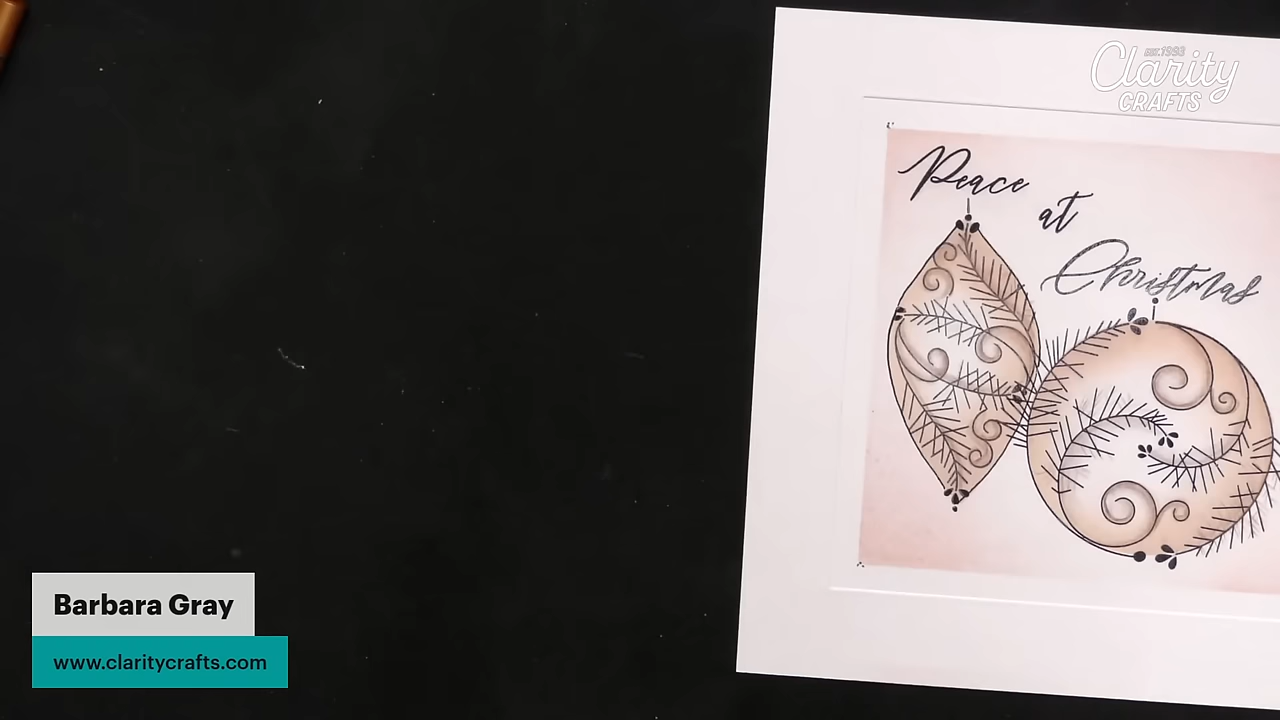 EST. 1993
Clarity
CRAFTS
Peace
at
Christmas
Barbara Gray
www.claritycrafts.com